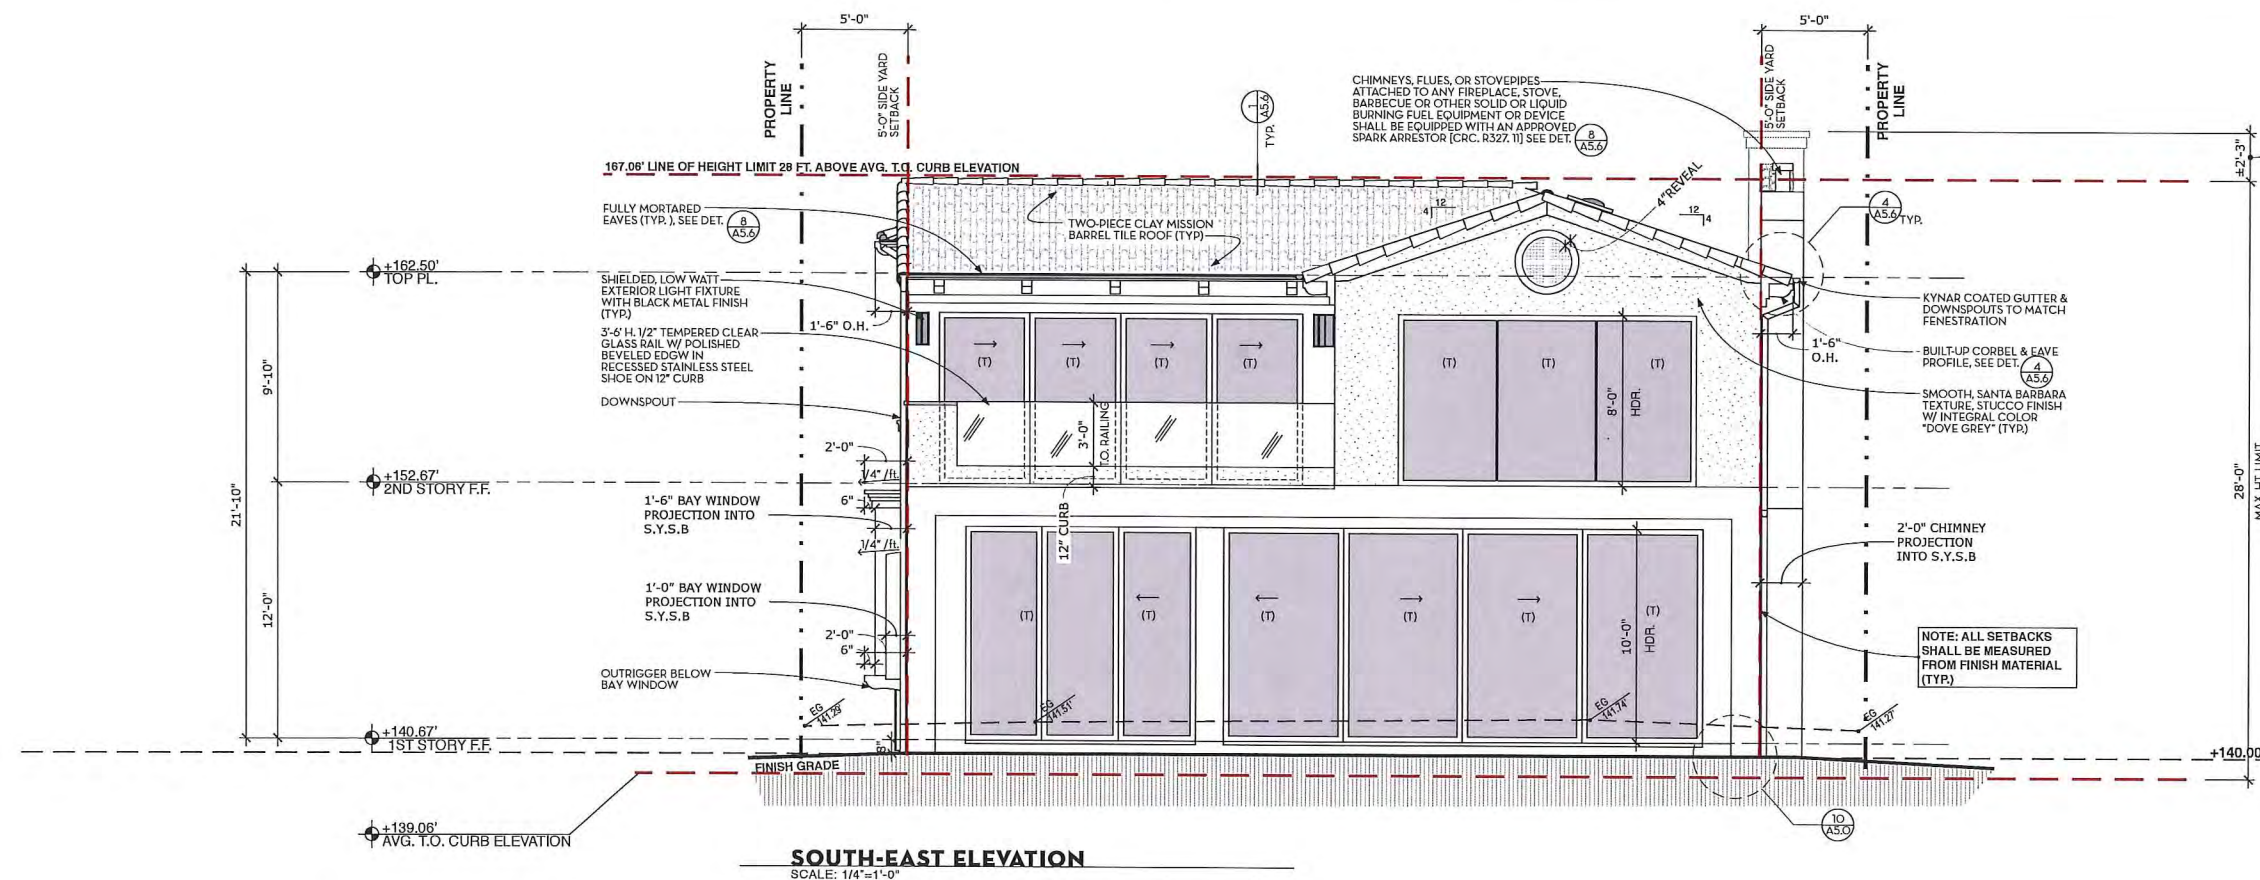 5'-0"
5'-0"
PROPERTY
LINE
5'-0" SIDE YARD
SETBACK
5'-0" SIDE YARD
SETBACK
PROPERTY
LINE
1
A5.6
TYP.
CHIMNEYS, FLUES, OR STOVEPIPES
ATTACHED TO ANY FIREPLACE, STOVE,
BARBECUE OR OTHER SOLID OR LIQUID
BURNING FUEL EQUIPMENT OR DEVICE
SHALL BE EQUIPPED WITH AN APPROVED
SPARK ARRESTOR [CRC. R327. 11] SEE DET.
8
A5.6
167.06' LINE OF HEIGHT LIMIT 28 FT. ABOVE AVG. T.O. CURB ELEVATION
±2'-3"
4" REVEAL
FULLY MORTARED
EAVES (TYP. ), SEE DET.
8
A5.6
TWO-PIECE CLAY MISSION
BARREL TILE ROOF (TYP)
12
4
12
4
4
A5.6
TYP.
+162.50'
TOP PL.
SHIELDED, LOW WATT
EXTERIOR LIGHT FIXTURE
WITH BLACK METAL FINISH
(TYP.)
1'-6" O.H.
3'-6' H. 1/2" TEMPERED CLEAR
GLASS RAIL W/ POLISHED
BEVELED EDGW IN
RECESSED STAINLESS STEEL
SHOE ON 12" CURB
DOWNSPOUT
KYNAR COATED GUTTER &
DOWNSPOUTS TO MATCH
FENESTRATION
1'-6"
O.H.
BUILT-UP CORBEL & EAVE
PROFILE, SEE DET.
4
A5.6
SMOOTH, SANTA BARBARA
TEXTURE, STUCCO FINISH
W/ INTEGRAL COLOR
"DOVE GREY" (TYP.)
(T)
(T)
(T)
(T)
(T)
(T)
(T)
8'-0"
HDR.
3'-0"
T.O. RAILING
9'-10"
21'-10"
12'-0"
2'-0"
1/4" /ft.
+152.67'
2ND STORY F.F.
6"
1'-6" BAY WINDOW
PROJECTION INTO
S.Y.S.B
1/4" /ft.
12" CURB
28'-0"
MAX. HT LIMIT
2'-0" CHIMNEY
PROJECTION
INTO S.Y.S.B
1'-0" BAY WINDOW
PROJECTION INTO
S.Y.S.B
2'-0"
6"
(T)
(T)
(T)
(T)
(T)
(T)
10'-0"
HDR.
NOTE: ALL SETBACKS
SHALL BE MEASURED
FROM FINISH MATERIAL
(TYP.)
OUTRIGGER BELOW
BAY WINDOW
EG
141.29'
EG
141.51'
EG
141.74'
EG
141.27'
+140.67'
1ST STORY F.F.
8"
+140.00
FINISH GRADE
+139.06'
AVG. T.O. CURB ELEVATION
10
A5.0
SOUTH-EAST ELEVATION
SCALE: 1/4"=1'-0"